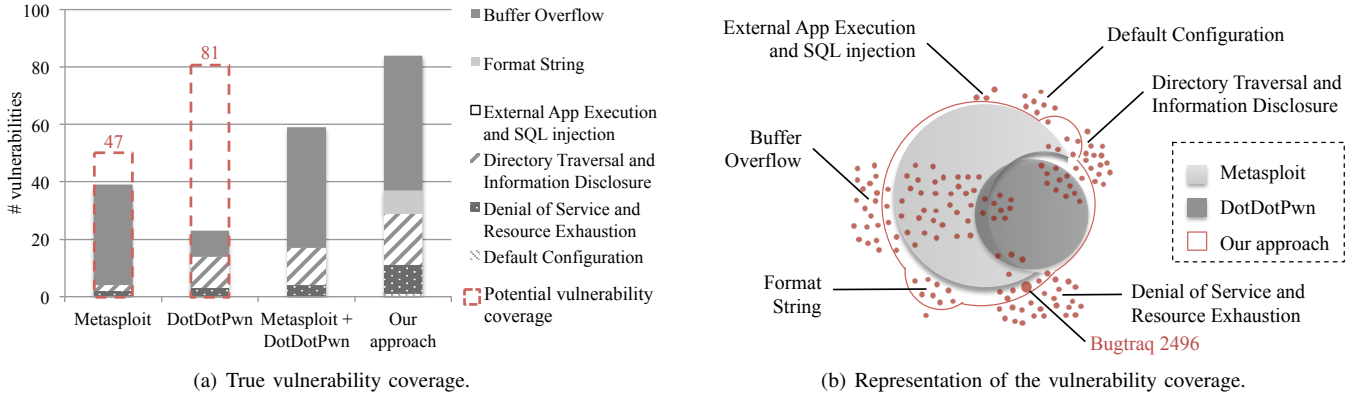 100
80
60
40
20
0
# vulnerabilities
47
81
Metasploit
DotDotPwn
Metasploit +
DotDotPwn
Our
approach
Buffer Overflow
Format String
External App Execution
and SQL injection
Directory Traversal and
Information Disclosure
Denial of Service and
Resource Exhaustion
Default Configuration
Potential vulnerability
coverage
(a) True vulnerability coverage.
External App Execution
and SQL injection
Default Configuration
Directory Traversal and
Information Disclosure
Buffer
Overflow
Format
String
Denial of Service and
Resource Exhaustion
Bugtraq 2496
Metasploit
DotDotPwn
Our approach
(b) Representation of the vulnerability coverage.